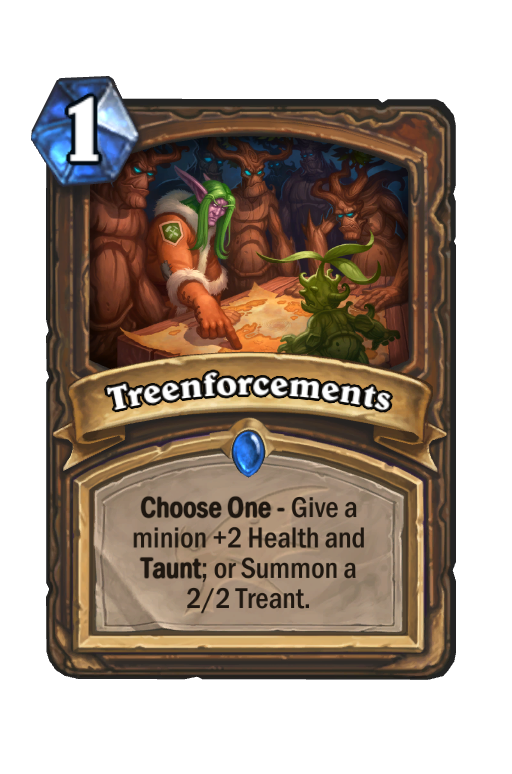 1
Treenforcements
Choose One - Give a
minion +2 Health and
Taunt; or Summon a
2/2 Treant.